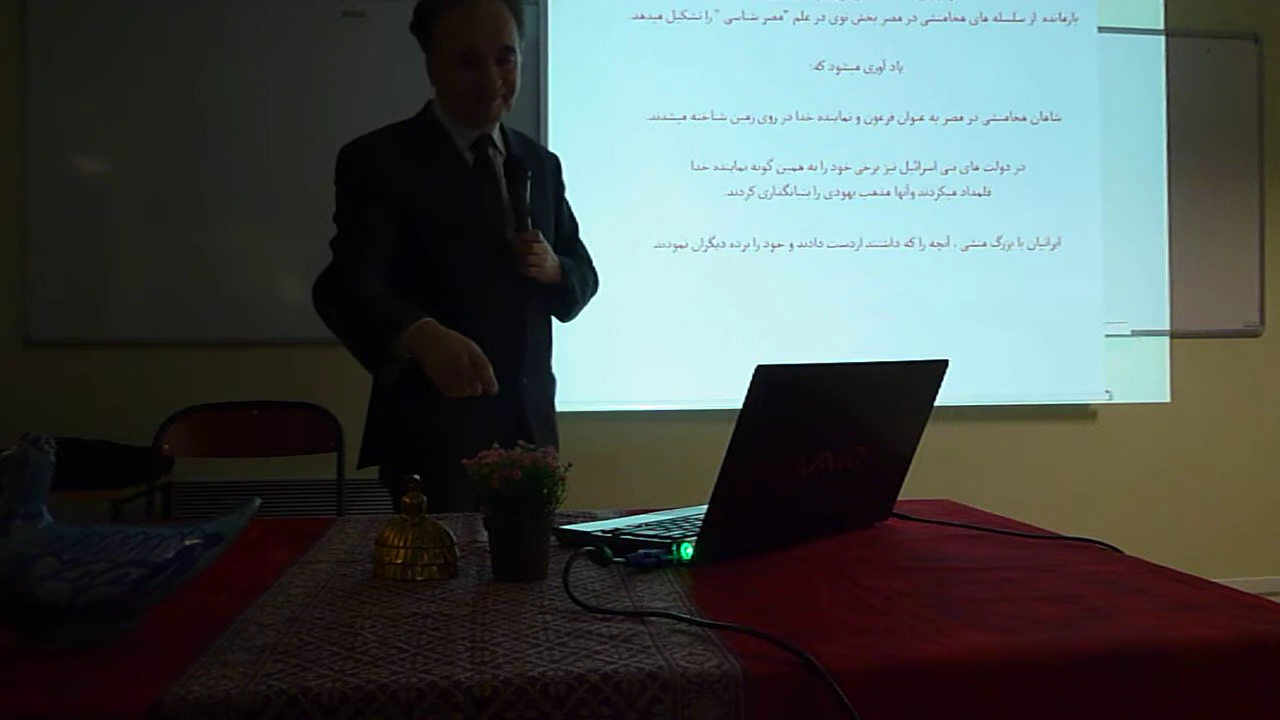 بازمانده از سلسله های هخامنشی در مصر بخش نوی در علم "مصر شناسی" را تشکیل میدهد.
یاد آوری میشود که:
شاهان هخامنشی در مصر به عنوان فرعون و نماینده خدا در روی زمین شناخته میشدند.
در دولت های بنی اسرائیل نیز برخی خود را به همین گونه نماینده خدا
قلمداد میکردند وآنها مذهب یهودی را بنیانگذاری کردند.
ایرانیان با بزرگ منشی ، آنچه را که داشتند ازدست دادند و خود را برده دیگران نمودند.
VAIO